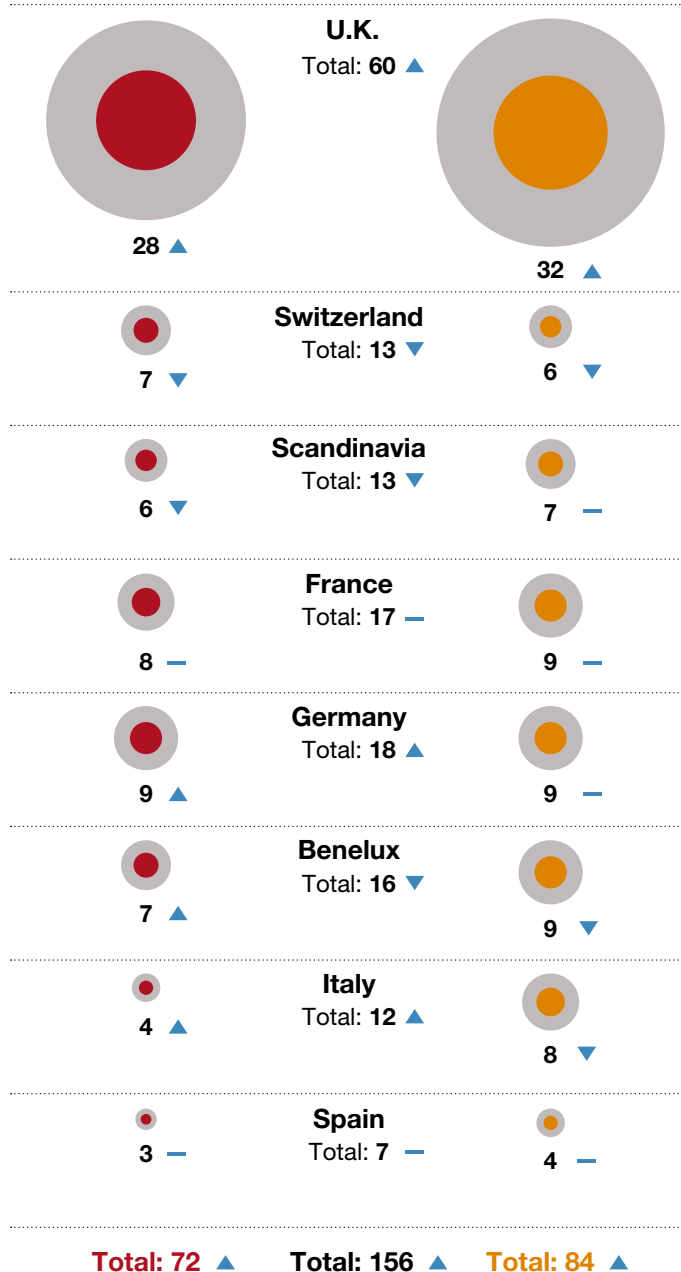 U.K.
Total: 60
28
32
Switzerland
Total: 13
7
6
Scandinavia
Total: 13
6
7
France
Total: 17
8
9
Germany
Total: 18
9
9
Benelux
Total: 16
7
9
Italy
Total: 12
4
8
Spain
Total: 7
3
4
Total: 72 Total: 156 Total: 84